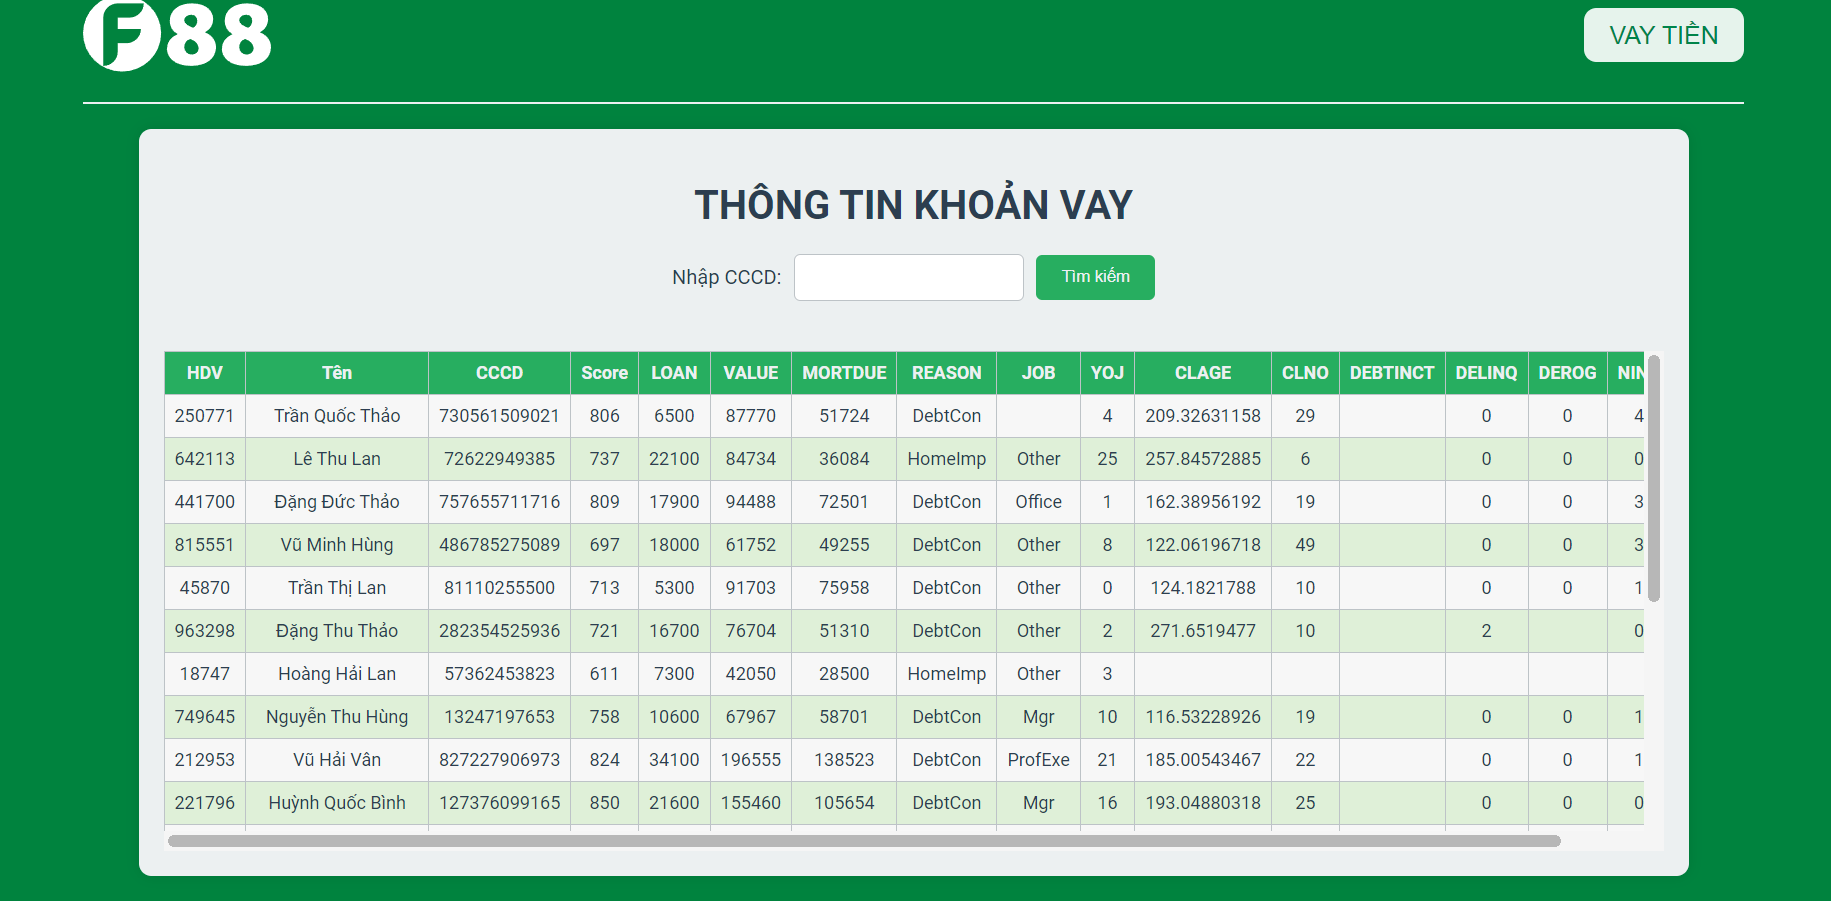 F88
VAY TIỀN
THÔNG TIN KHOẢN VAY
Nhập CCCD: Tìm kiếm
HDV Tên CCCD Score LOAN VALUE MORTDUE REASON JOB YOJ CLAGE CLNO DEBTINCT DELINQ DEROG NIN
250771 Trần Quốc Thảo 730561509021 806 6500 87770 51724 DebtCon 4 209.32631158 29 0 0 4
642113 Lê Thu Lan 72622949385 737 22100 84734 36084 HomeImp Other 25 257.84572885 6 0 0 0
441700 Đặng Đức Thảo 757655711716 809 17900 94488 72501 DebtCon Office 1 162.38956192 19 0 0 3
815551 Vũ Minh Hùng 486785275089 697 18000 61752 49255 DebtCon Other 8 122.06196718 49 0 0 3
45870 Trần Thị Lan 81110255500 713 5300 91703 75958 DebtCon Other 0 124.1821788 10 0 0 1
963298 Đặng Thu Thảo 282354525936 721 16700 76704 51310 DebtCon Other 2 271.6519477 10 2 0
18747 Hoàng Hải Lan 57362453823 611 7300 42050 28500 HomeImp Other 3
749645 Nguyễn Thu Hùng 13247197653 758 10600 67967 58701 DebtCon Mgr 10 116.53228926 19 0 0 1
212953 Vũ Hải Vân 827227906973 824 34100 196555 138523 DebtCon ProfExe 21 185.00543467 22 0 0 1
221796 Huỳnh Quốc Bình 127376099165 850 21600 155460 105654 DebtCon Mgr 16 193.04880318 25 0 0 0